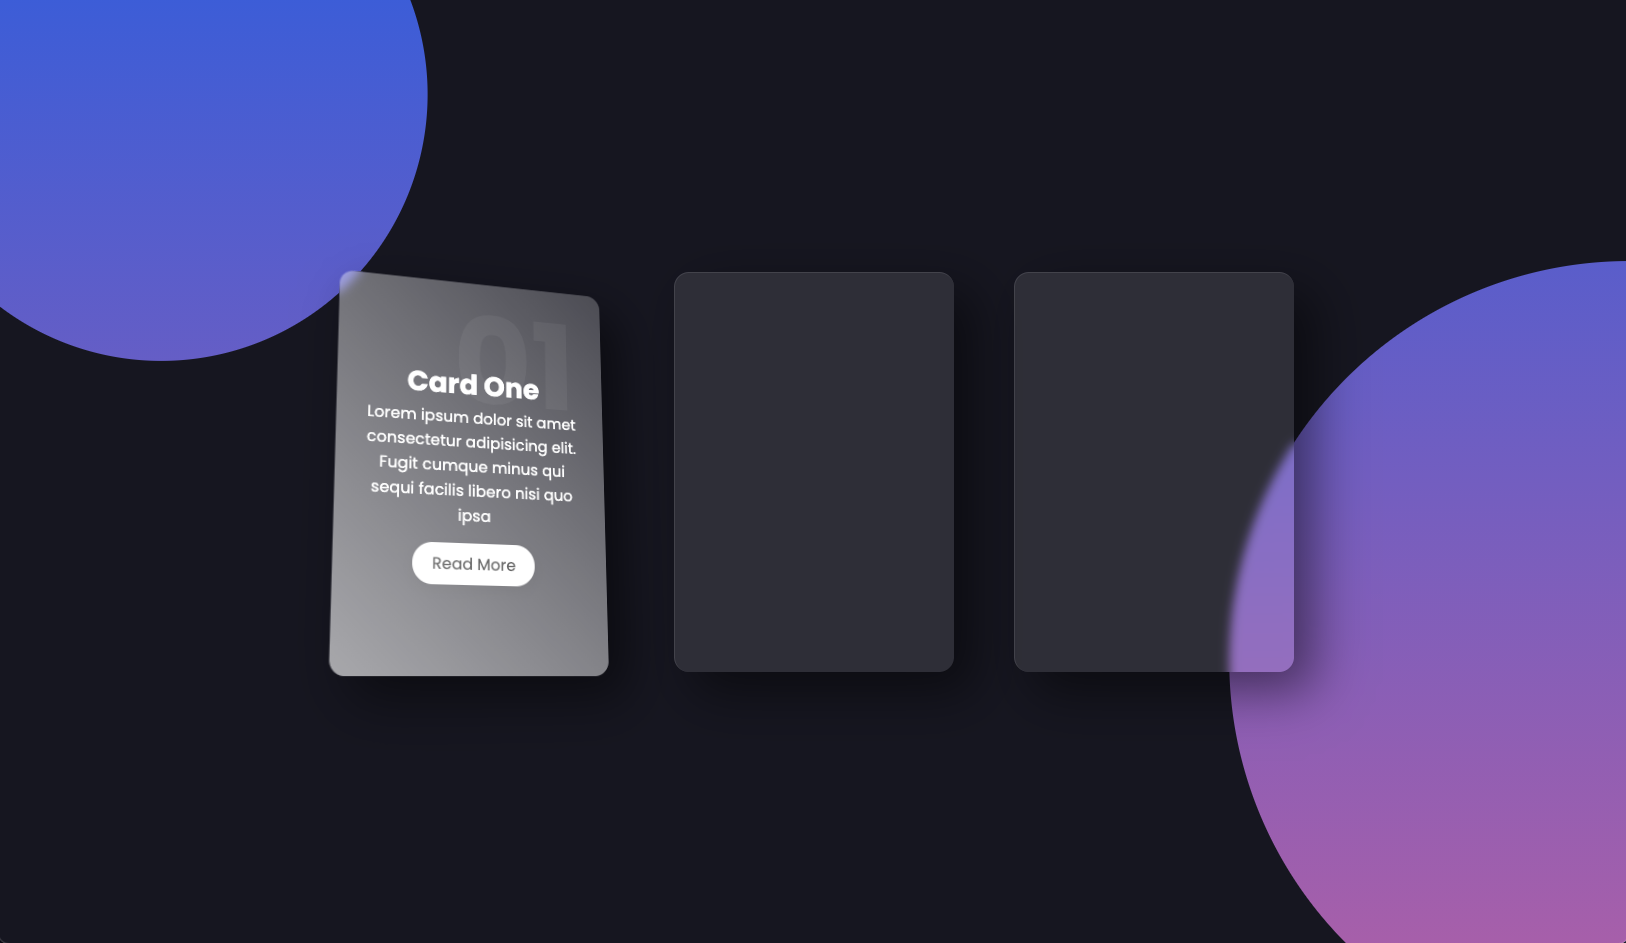 01
Card One
Lorem ipsum dolor sit amet
consectetur adipisicing elit.
Fugit cumque minus qui
sequi facilis libero nisi quo
ipsa
Read More